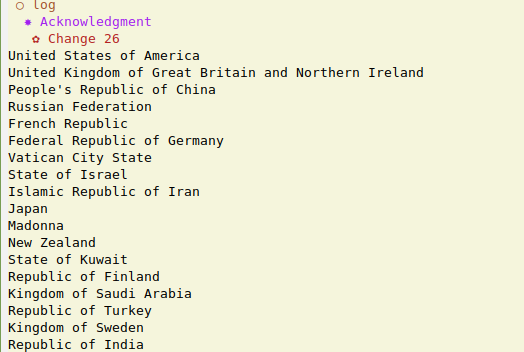 ○ log
✸ Acknowledgment
✿ Change 26
United States of America
United Kingdom of Great Britain and Northern Ireland
People's Republic of China
Russian Federation
French Republic
Federal Republic of Germany
Vatican City State
State of Israel
Islamic Republic of Iran
Japan
Madonna
New Zealand
State of Kuwait
Republic of Finland
Kingdom of Saudi Arabia
Republic of Turkey
Kingdom of Sweden
Republic of India